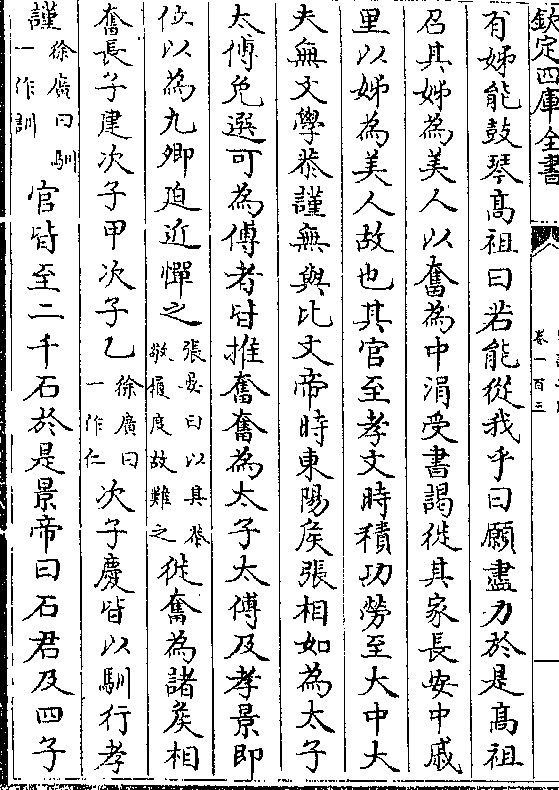 欽定四庫全書
卷一百三
有姊能鼓琴髙祖曰若能從我乎曰願盡力於是髙祖
召其姊為美人以奮為中涓受書謁徙其家長安中戚
里以姊為美人故也其官至孝文時積功勞至大中大
夫無文學恭謹無與比文帝時東陽侯張相如為太子
太傅免選可為傅者皆推奮奮為太子太傅及孝景即
位以為九卿迫近憚之張晏曰以其恭敬履度故難之徙奮為諸侯相
奮長子建次子甲次子乙徐廣曰一作仁次子慶皆以馴行孝
謹徐廣曰馴一作訓官皆至二千石於是景帝曰石君及四子